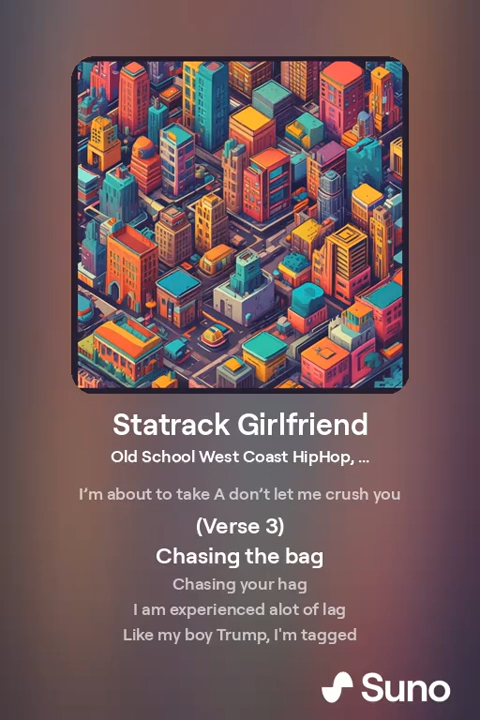 Statrack Girlfriend
Old School West Coast HipHop, ...
I'm about to take A don't let me crush you
(Verse 3)
Chasing the bag
Chasing your hag
I am experienced alot of lag
Like my boy Trump, I'm tagged
Suno